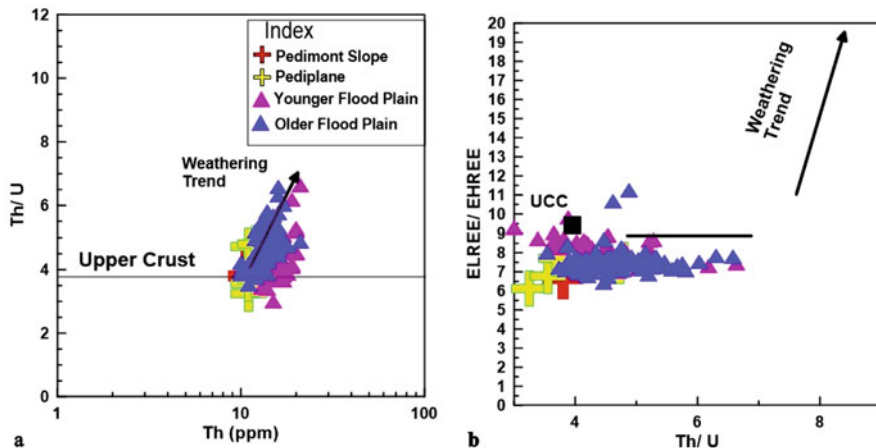 12
10
8
6
4
2
0
Th/ U
Index
Pedimont Slope
Pediplane
Younger Flood Plain
Older Flood Plain
Weathering
Trend
Upper Crust
1
10
100
Th (ppm)
a
b
20
19
18
17
16
15
14
13
12
11
10
9
8
7
6
5
4
3
2
1
0
ELREE/ EHREE
Weathering
Trend
UCC
4
6
8
Th/ U